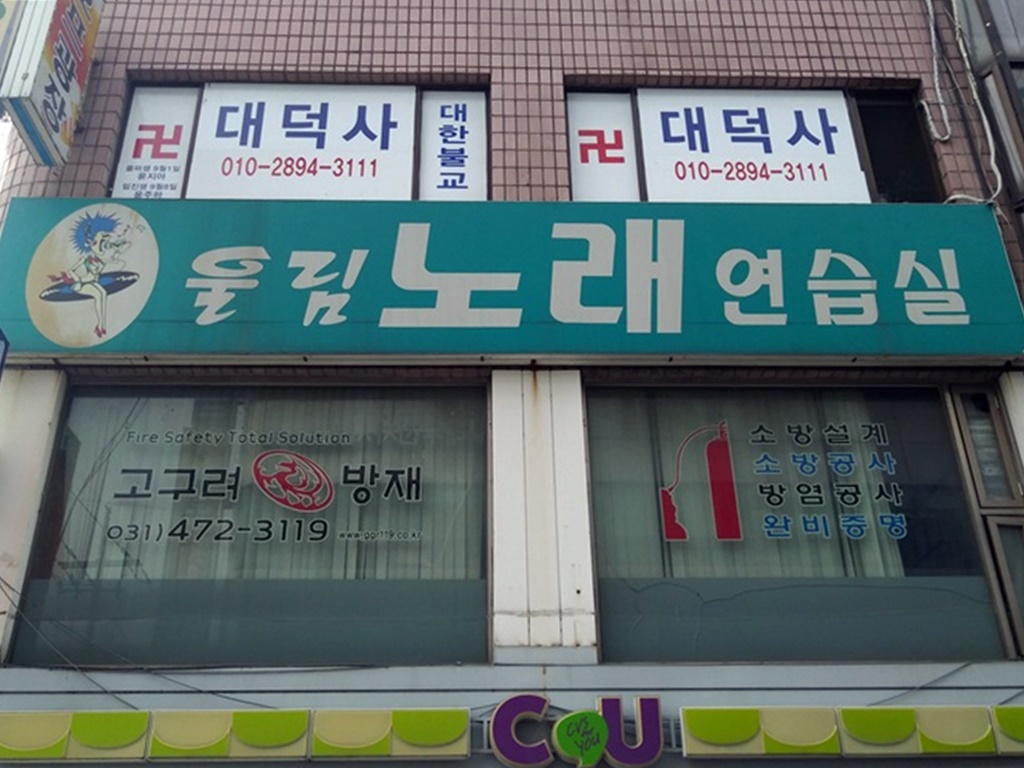 대덕사
010-2894-3111
대한불교
대덕사
010-2894-3111
울림 노래 연습실
Fire Safety Total Solution
고구려 방재
031) 472-3119
소방설계
소방공사
방염공사
완비증명
CU
CVS for YOU